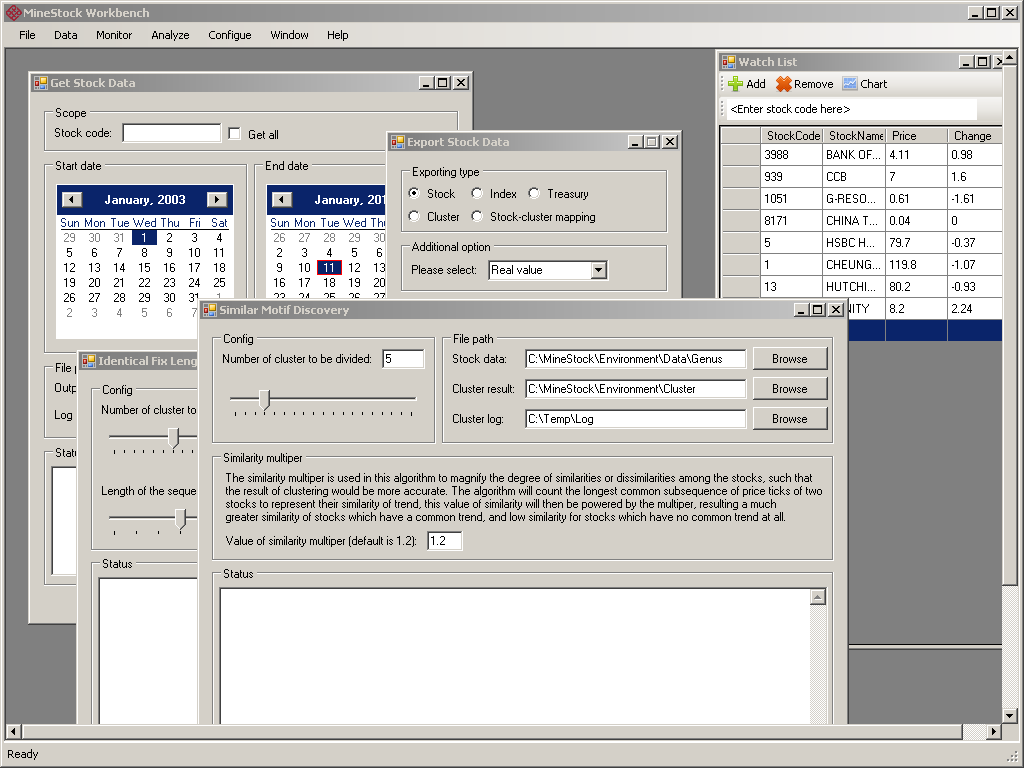 MineStock Workbench
File Data Monitor Analyze Configue Window Help
Get Stock Data
Scope
Stock code: Get all
Start date
January, 2003
Sun Mon Tue Wed Thu Fri Sat
29 30 31 1 2 3 4
5 6 7 8 9 10 11
12 13 14 15 16 17 18
19 20 21 22 23 24 25
26 27 28 29 30 31 1
2 3 4 5 6 7
End date
January, 201
Sun Mon Tue Wed Thu
26 27 28 29 30
2 3 4 5 6
9 10 11 12 13
16 17 18 19 20
23 24 25 26 27
File p
Outp
Log
Statu
Export Stock Data
Exporting type
Stock Index Treasury
Cluster Stock-cluster mapping
Additional option
Please select: Real value
Watch List
Add Remove Chart
<Enter stock code here>
StockCode StockName Price Change
3988 BANK OF... 4.11 0.98
939 CCB 7 1.6
1051 G-RESO... 0.61 -1.61
8171 CHINA T... 0.04 0
5 HSBC H... 79.7 -0.37
1 CHEUNG... 119.8 -1.07
13 HUTCHI... 80.2 -0.93
NITY 8.2 2.24
Identical Fix Leng
Config
Number of cluster to
Length of the seque
Status
Similar Motif Discovery
Config
Number of cluster to be divided: 5
File path
Stock data: C:\MineStock\Environment\Data\Genus Browse
Cluster result: C:\MineStock\Environment\Cluster Browse
Cluster log: C:\Temp\Log Browse
Similarity multiper
The similarity multiper is used in this algorithm to magnify the degree of similarities or dissimilarities among the stocks, such that
the result of clustering would be more accurate. The algorithm will count the longest common subsequence of price ticks of two
stocks to represent their similarity of trend, this value of similarity will then be powered by the multiper, resulting a much
greater similarity of stocks which have a common trend, and low similarity for stocks which have no common trend at all.
Value of similarity multiper (default is 1.2): 1.2
Status
Ready